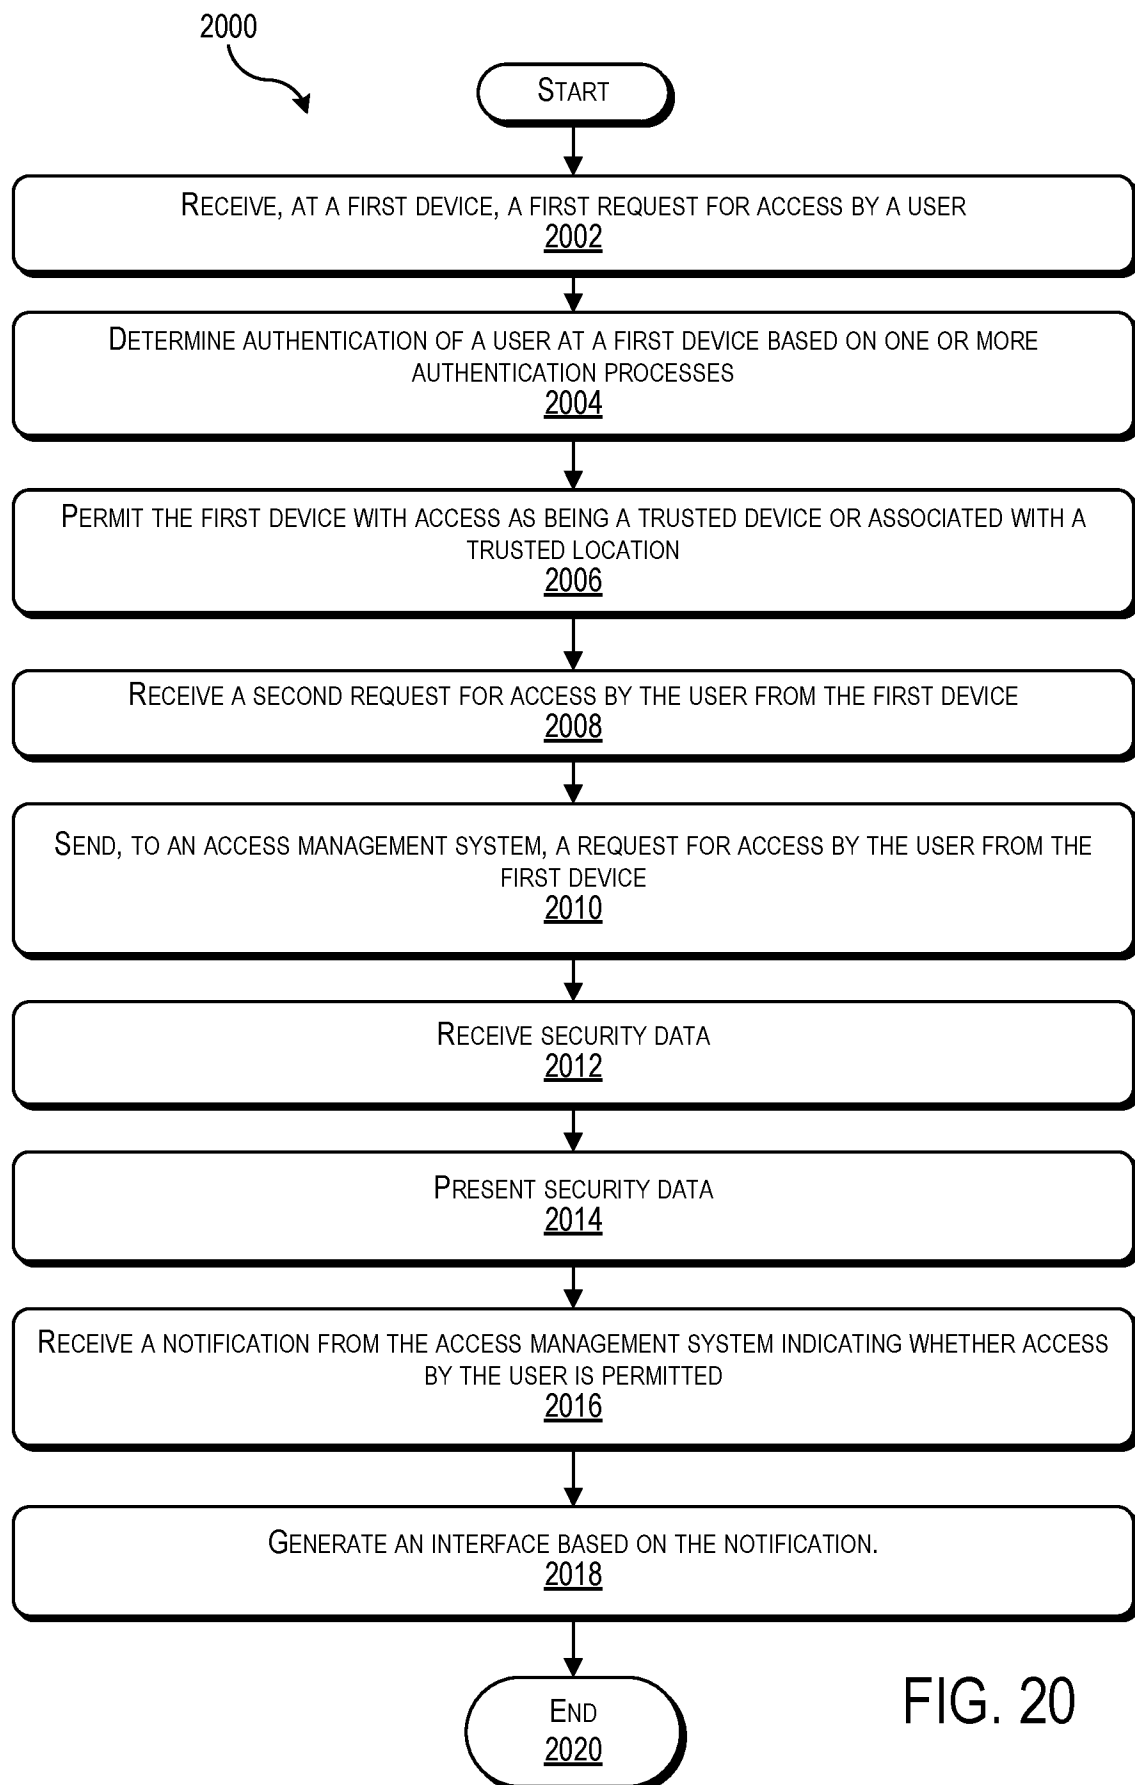 2000
START
RECEIVE, AT A FIRST DEVICE, A FIRST REQUEST FOR ACCESS BY A USER
2002
DETERMINE AUTHENTICATION OF A USER AT A FIRST DEVICE BASED ON ONE OR MORE
AUTHENTICATION PROCESSES
2004
PERMIT THE FIRST DEVICE WITH ACCESS AS BEING A TRUSTED DEVICE OR ASSOCIATED WITH A
TRUSTED LOCATION
2006
RECEIVE A SECOND REQUEST FOR ACCESS BY THE USER FROM THE FIRST DEVICE
2008
SEND, TO AN ACCESS MANAGEMENT SYSTEM, A REQUEST FOR ACCESS BY THE USER FROM THE
FIRST DEVICE
2010
RECEIVE SECURITY DATA
2012
PRESENT SECURITY DATA
2014
RECEIVE A NOTIFICATION FROM THE ACCESS MANAGEMENT SYSTEM INDICATING WHETHER ACCESS
BY THE USER IS PERMITTED
2016
GENERATE AN INTERFACE BASED ON THE NOTIFICATION.
2018
END
2020
FIG. 20